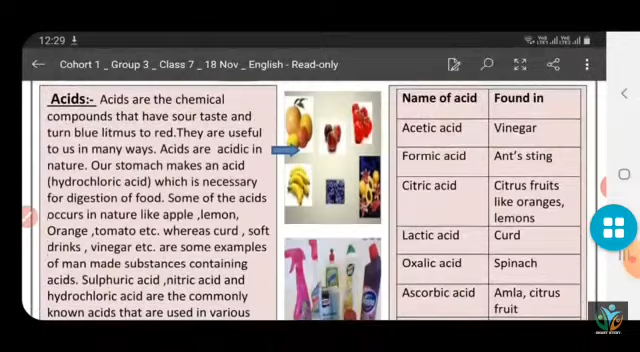 12:29
Cohort 1 _ Group 3 _ Class 7 _ 18 Nov _ English - Read-only
Acids:- Acids are the chemical
compounds that have sour taste and
turn blue litmus to red.They are useful
to us in many ways. Acids are acidic in
nature. Our stomach makes an acid
(hydrochloric acid) which is necessary
for digestion of food. Some of the acids
occurs in nature like apple ,lemon,
Orange ,tomato etc. whereas curd , soft
drinks , vinegar etc. are some examples
of man made substances containing
acids. Sulphuric acid ,nitric acid and
hydrochloric acid are the commonly
known acids that are used in various
Name of acid Found in
Acetic acid Vinegar
Formic acid Ant's sting
Citric acid Citrus fruits
like oranges,
lemons
Lactic acid Curd
Oxalic acid Spinach
Ascorbic acid Amla, citrus
fruit